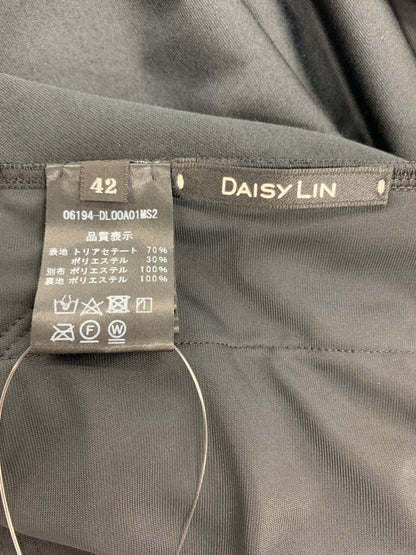 42
DAISY LIN
06194-DL00A01MS2
品質表示
表地 トリアセテート 70%
ポリエステル 30%
別布 ポリエステル 100%
裏地 ポリエステル 100%
F W